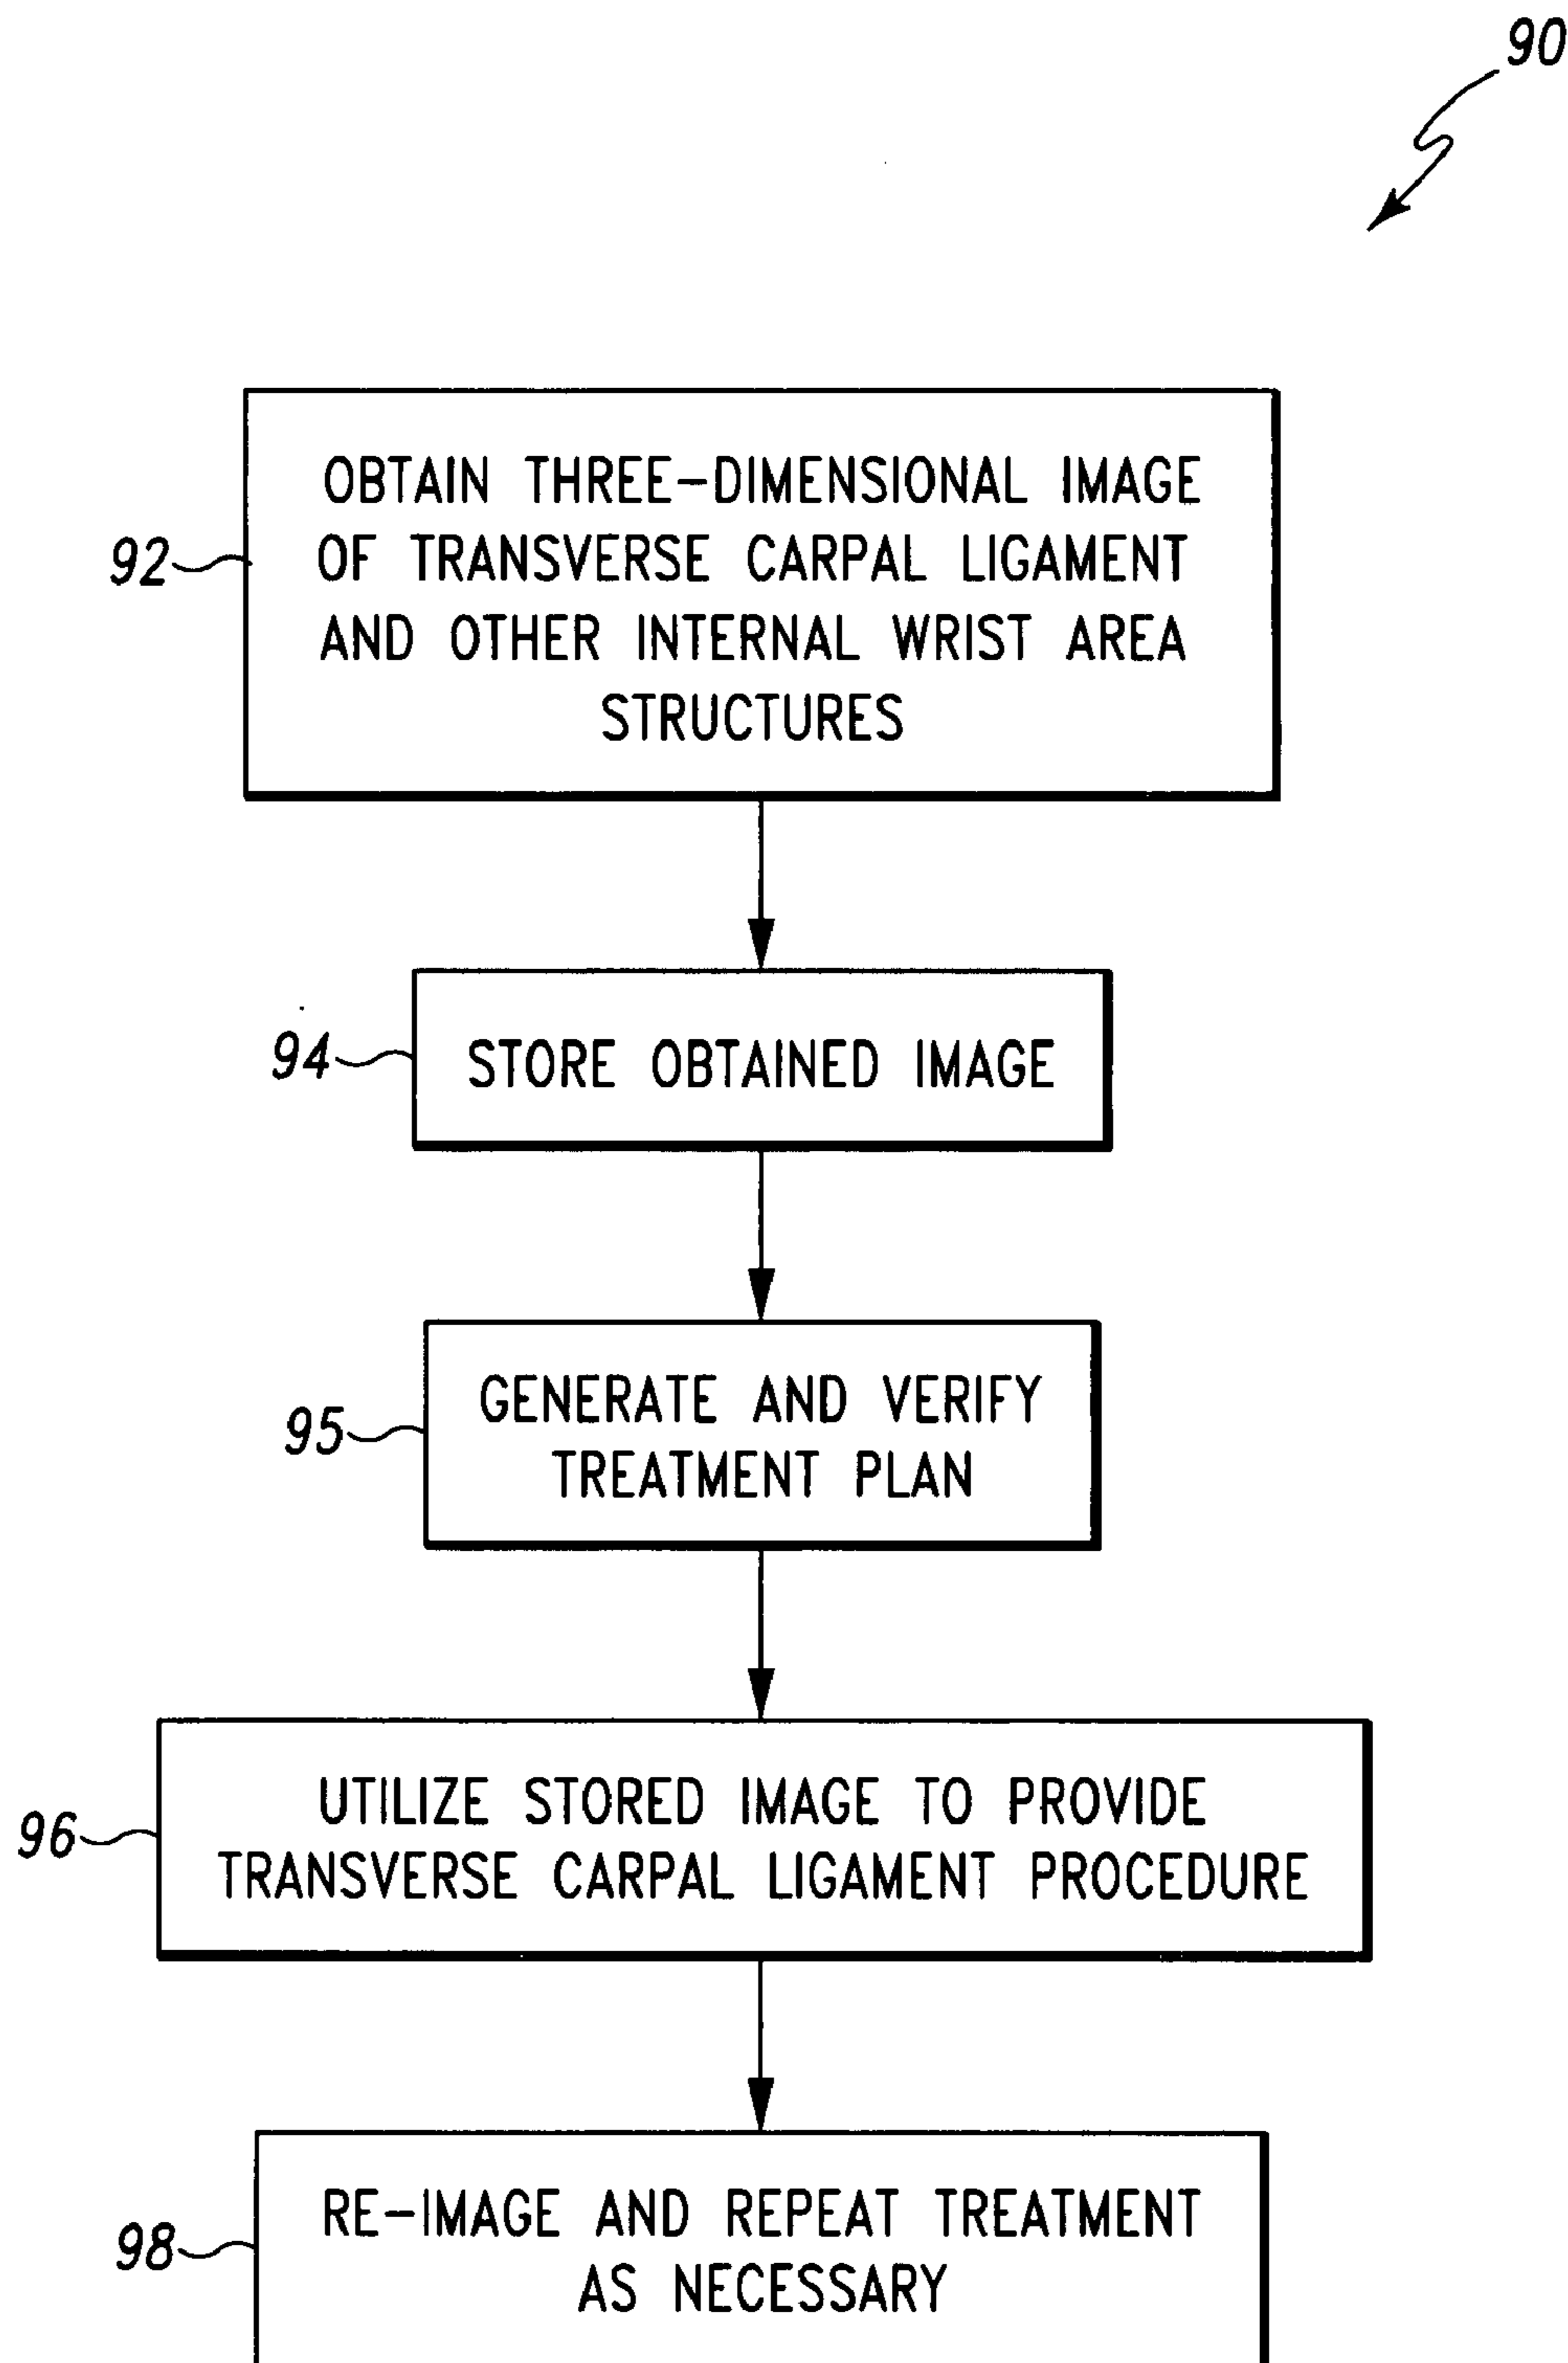 90
OBTAIN THREE-DIMENSIONAL IMAGE
OF TRANSVERSE CARPAL LIGAMENT
AND OTHER INTERNAL WRIST AREA
STRUCTURES
92
STORE OBTAINED IMAGE
94
GENERATE AND VERIFY
TREATMENT PLAN
95
UTILIZE STORED IMAGE TO PROVIDE
TRANSVERSE CARPAL LIGAMENT PROCEDURE
96
RE-IMAGE AND REPEAT TREATMENT
AS NECESSARY
98